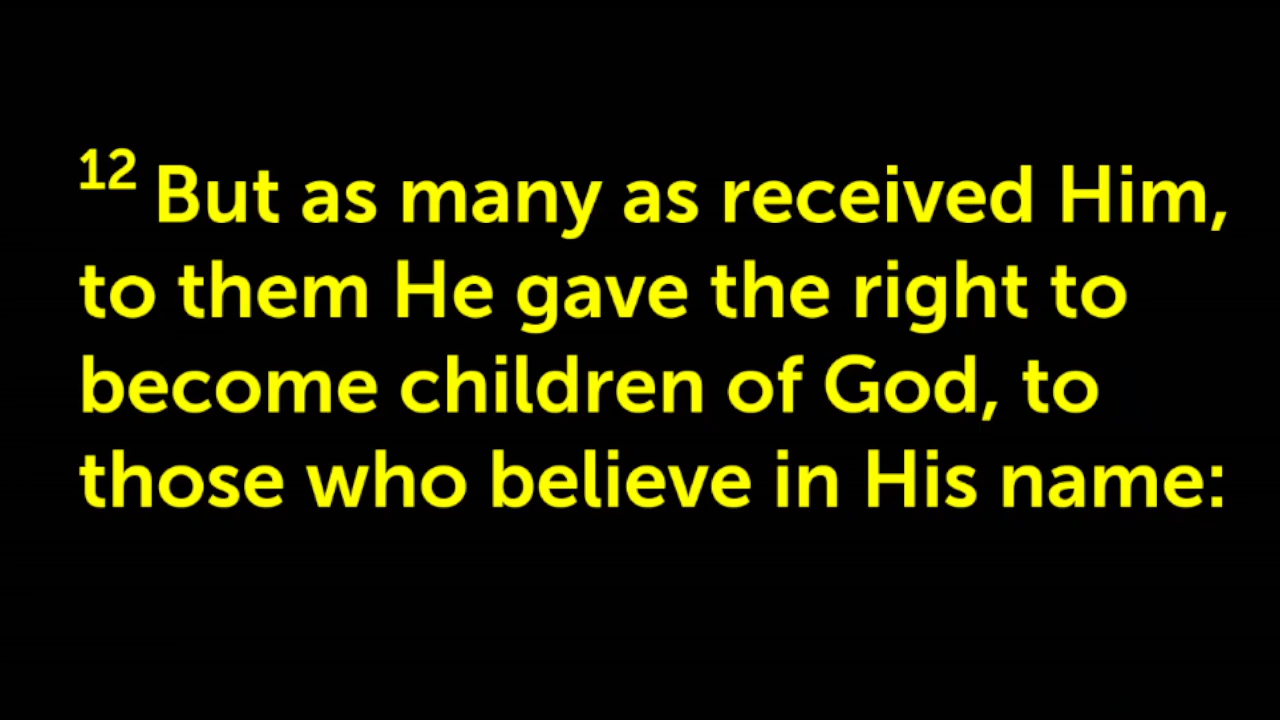 12 But as many as received Him,
to them He gave the right to
become children of God, to
those who believe in His name: